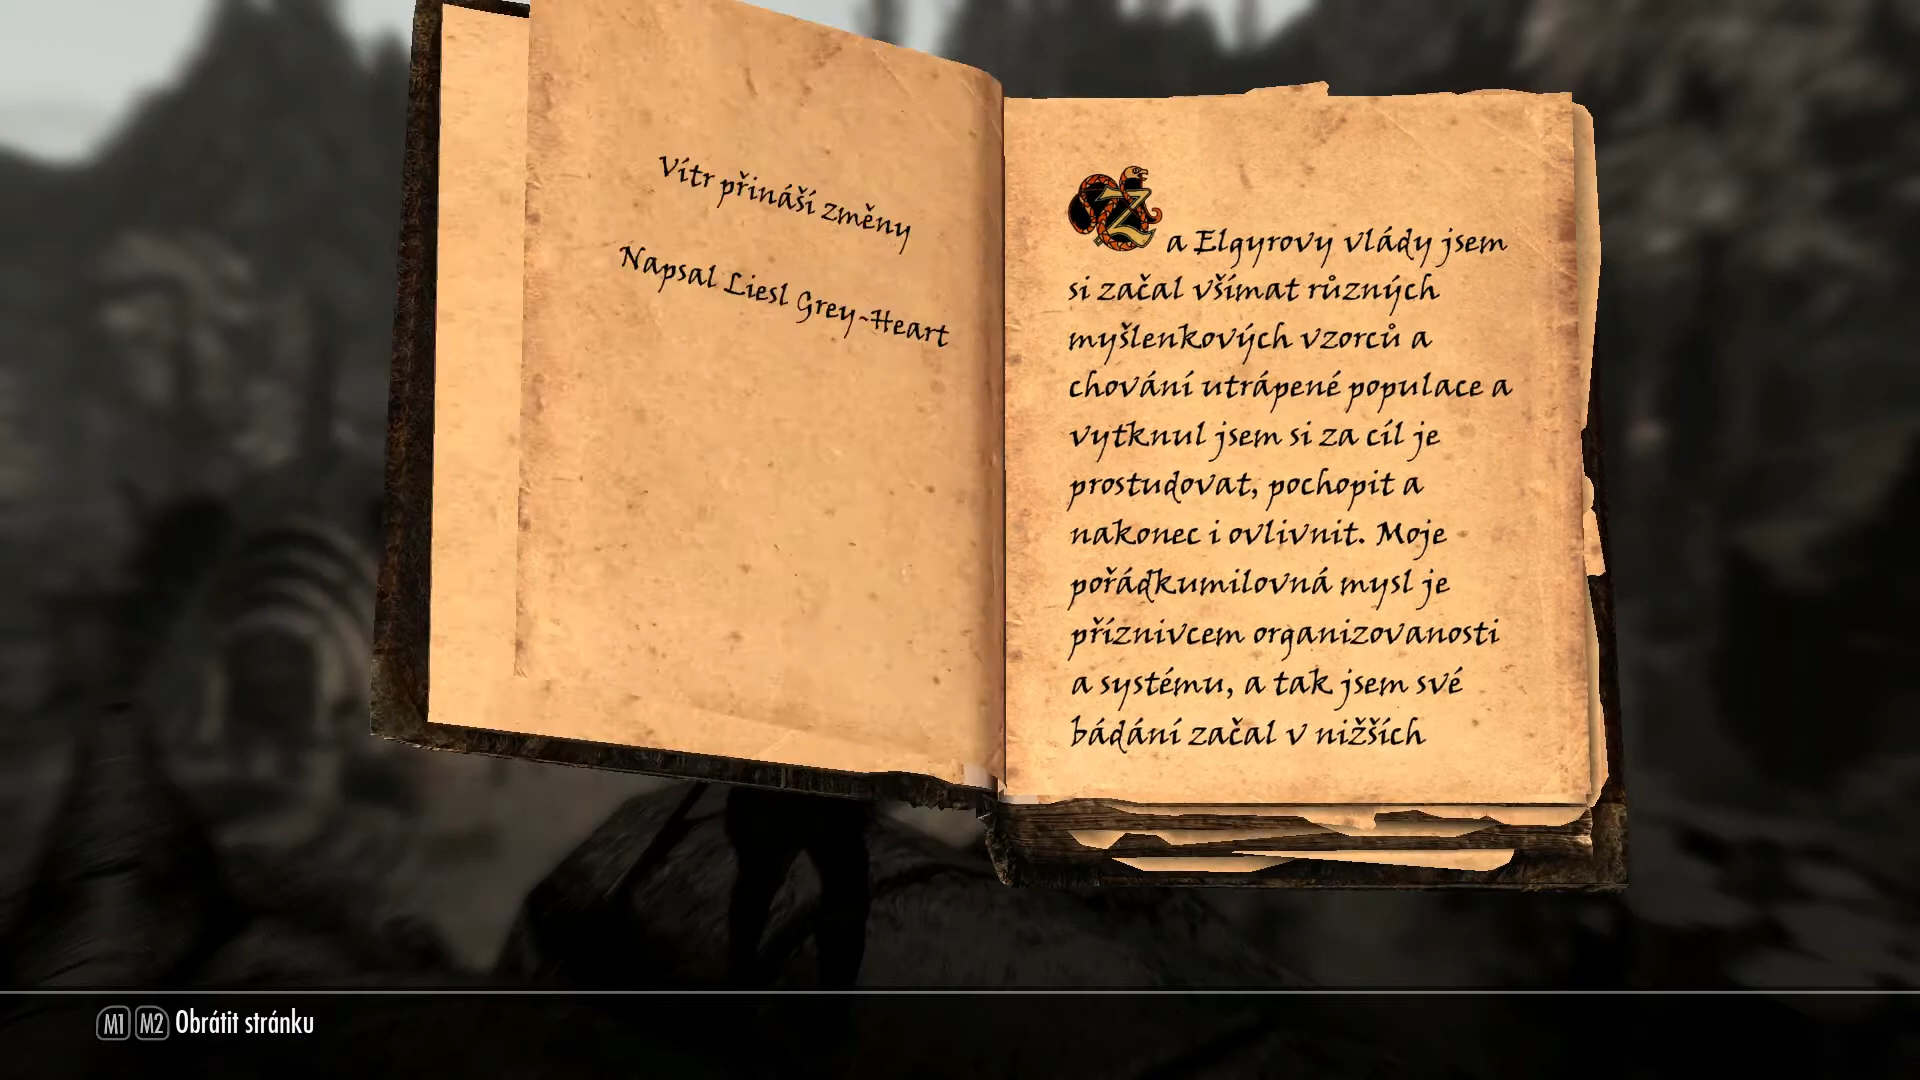 Vítr přináší změny
Napsal Liesl Grey-Heart
Za Elgyrovy vlády jsem
si začal všímat různých
myšlenkových vzorců a
chování utrápené populace a
vytknul jsem si za cíl je
prostudovat, pochopit a
nakonec i ovlivnit. Moje
pořádkumilovná mysl je
příznivcem organizovanosti
a systému, a tak jsem své
bádání začal v nižších
M1 M2 Obrátit stránku